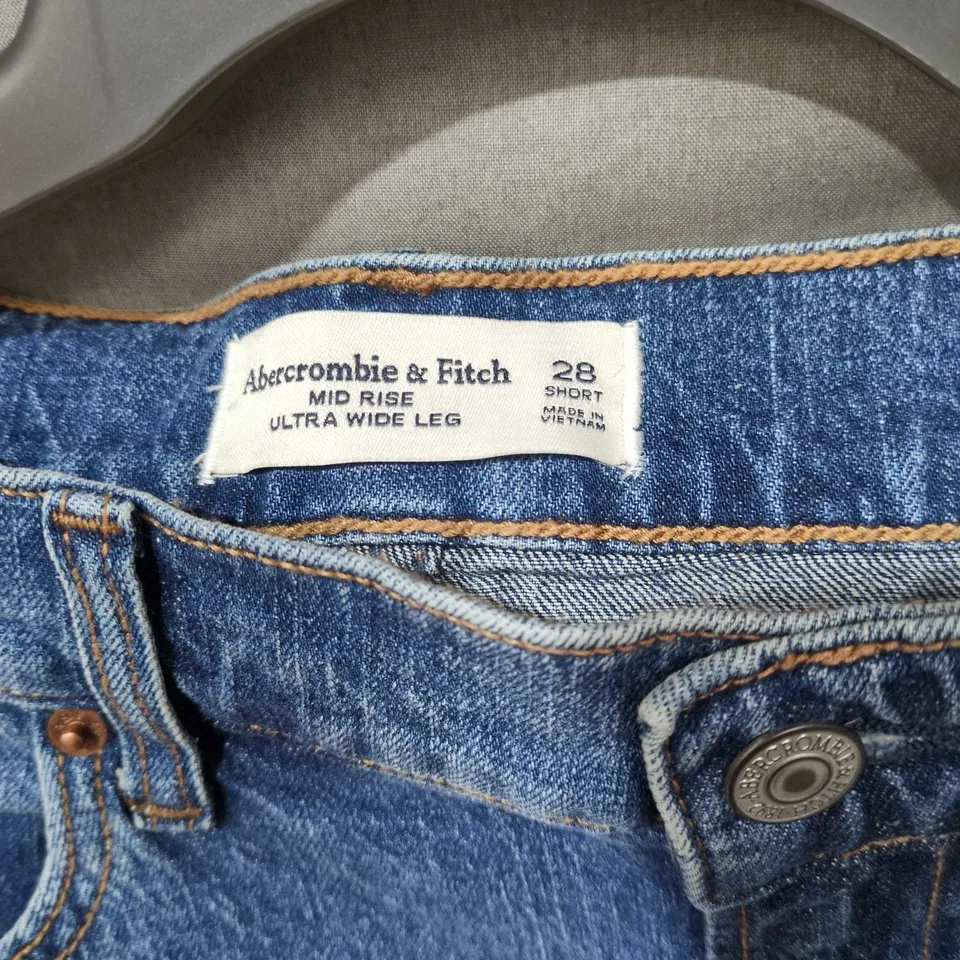 Abercrombie & Fitch
MID RISE
ULTRA WIDE LEG
28
SHORT
MADE IN
VIETNAM
ABERCROMBIE